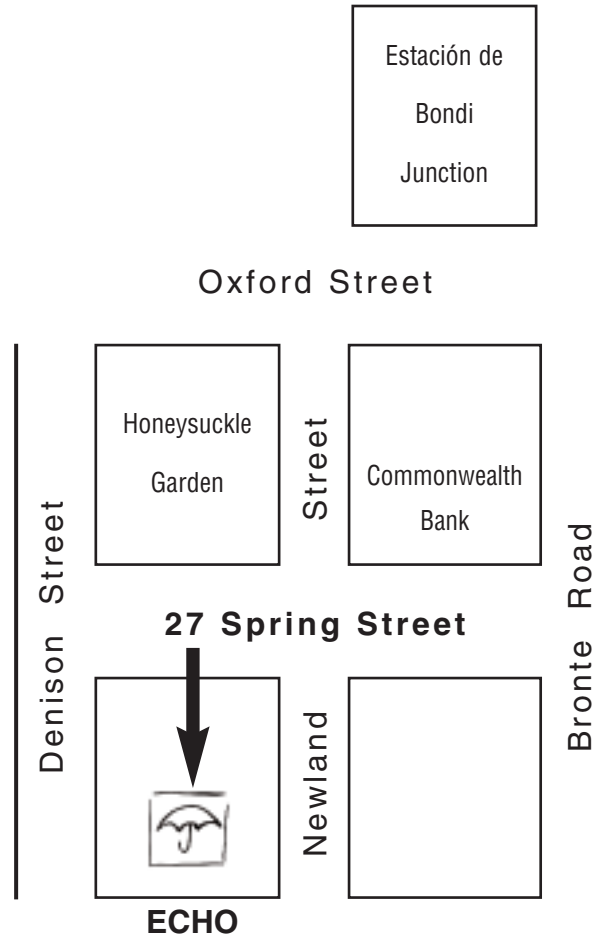 Estación de
Bondi
Junction
Oxford Street
Honeysuckle
Garden
Street
Commonwealth
Bank
Denison Street
27 Spring Street
Bronte Road
Newland
ECHO